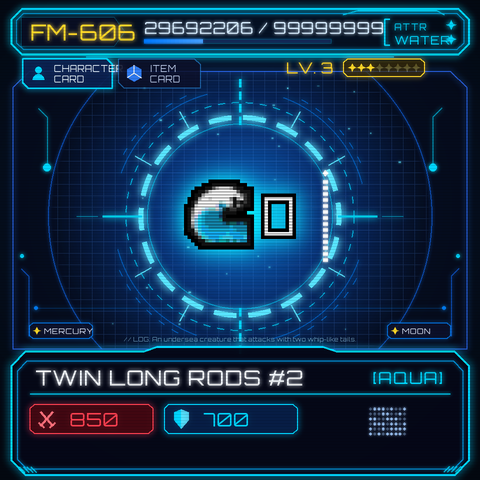 FM-606
29692206 / 99999999
ATTR
WATER
CHARACTER
CARD
ITEM
CARD
LV. 3
MERCURY
MOON
// LOG: An undersea creature that attacks with two whip-like tails.
TWIN LONG RODS #2
[AQUA]
850
700